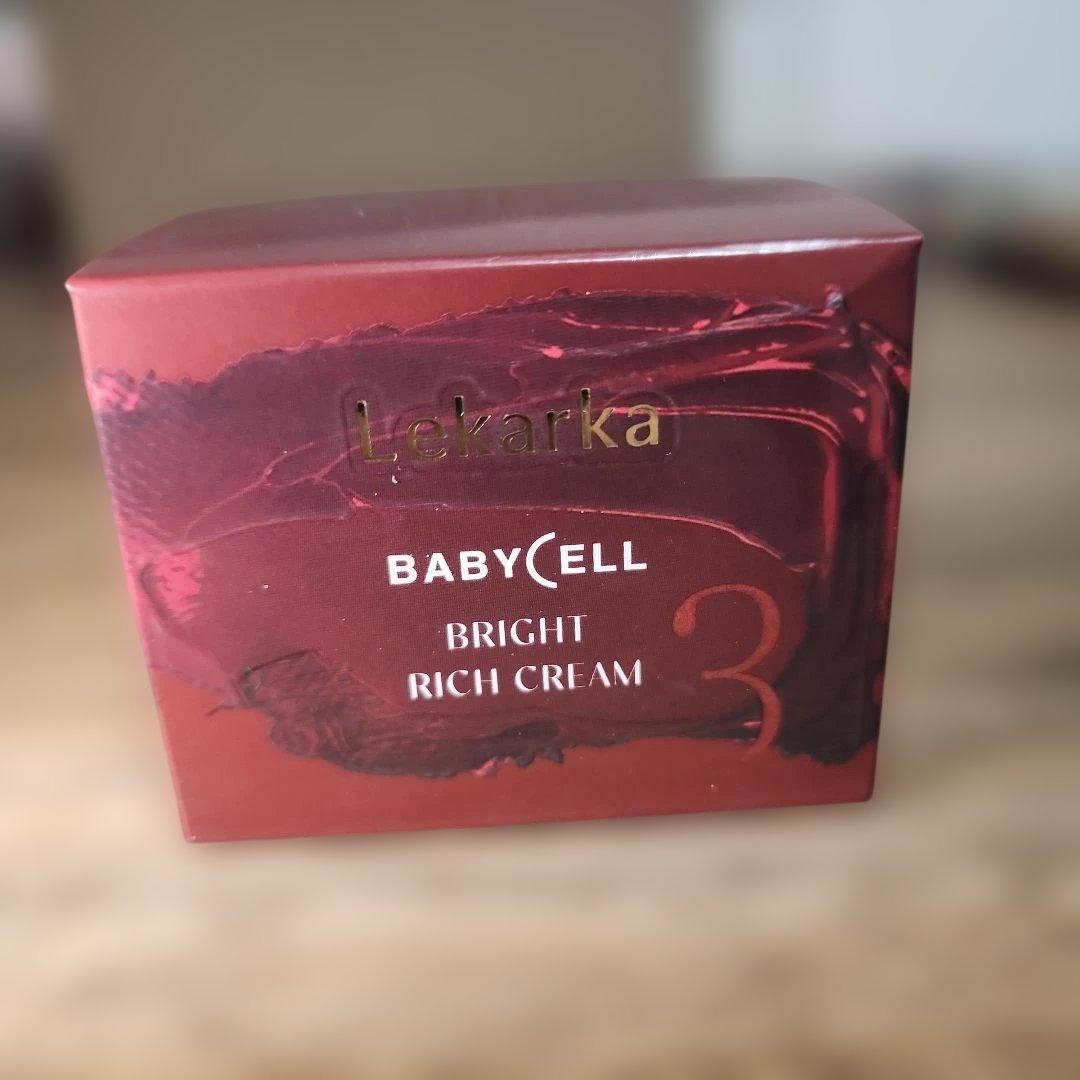 Lekarka
BABYCELL
BRIGHT
RICH CREAM
3